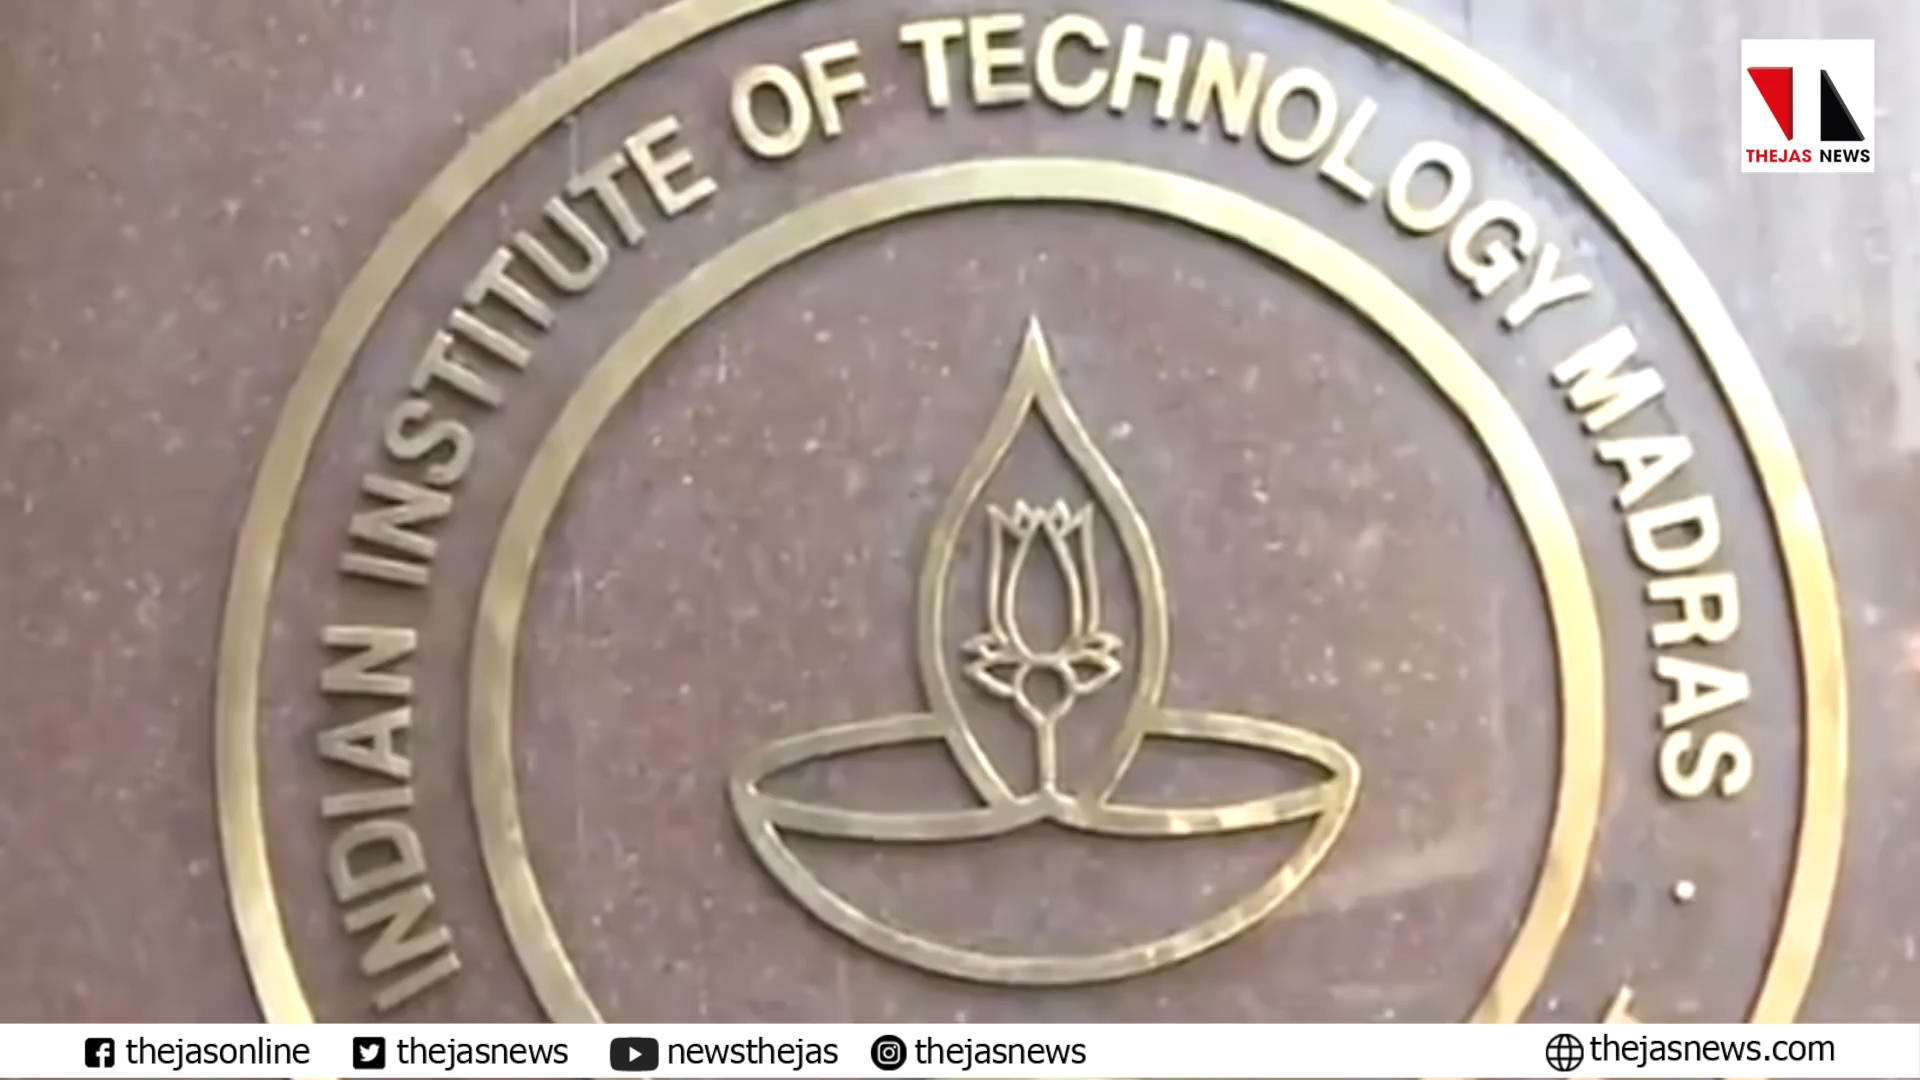 INDIAN INSTITUTE OF TECHNOLOGY MADRAS
THEJAS NEWS
thejasonline thejasnews newsthejas thejasnews thejasnews.com